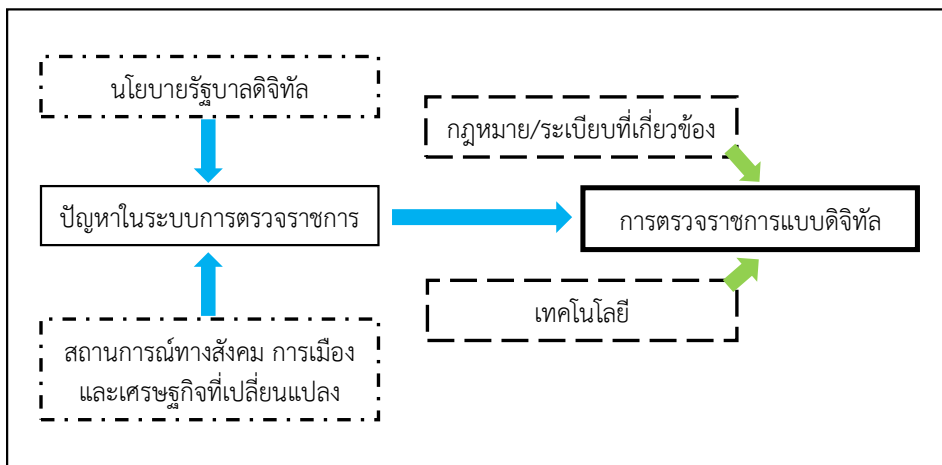 นโยบายรัฐบาลดิจิทัล
กฎหมาย/ระเบียบที่เกี่ยวข้อง
ปัญหาในระบบการตรวจราชการ
การตรวจราชการแบบดิจิทัล
เทคโนโลยี
สถานการณ์ทางสังคม การเมือง
และเศรษฐกิจที่เปลี่ยนแปลง